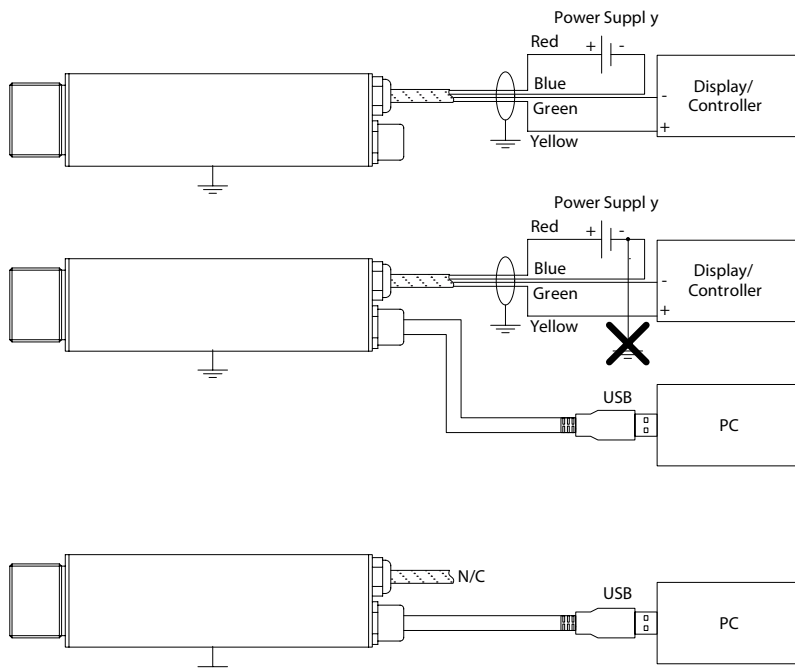 Power Suppl y
Red + -
Blue
Green
Yellow
-
+
Display/
Controller
Power Suppl y
Red + -
Blue
Green
Yellow
-
+
Display/
Controller
USB
PC
N/C
USB
PC